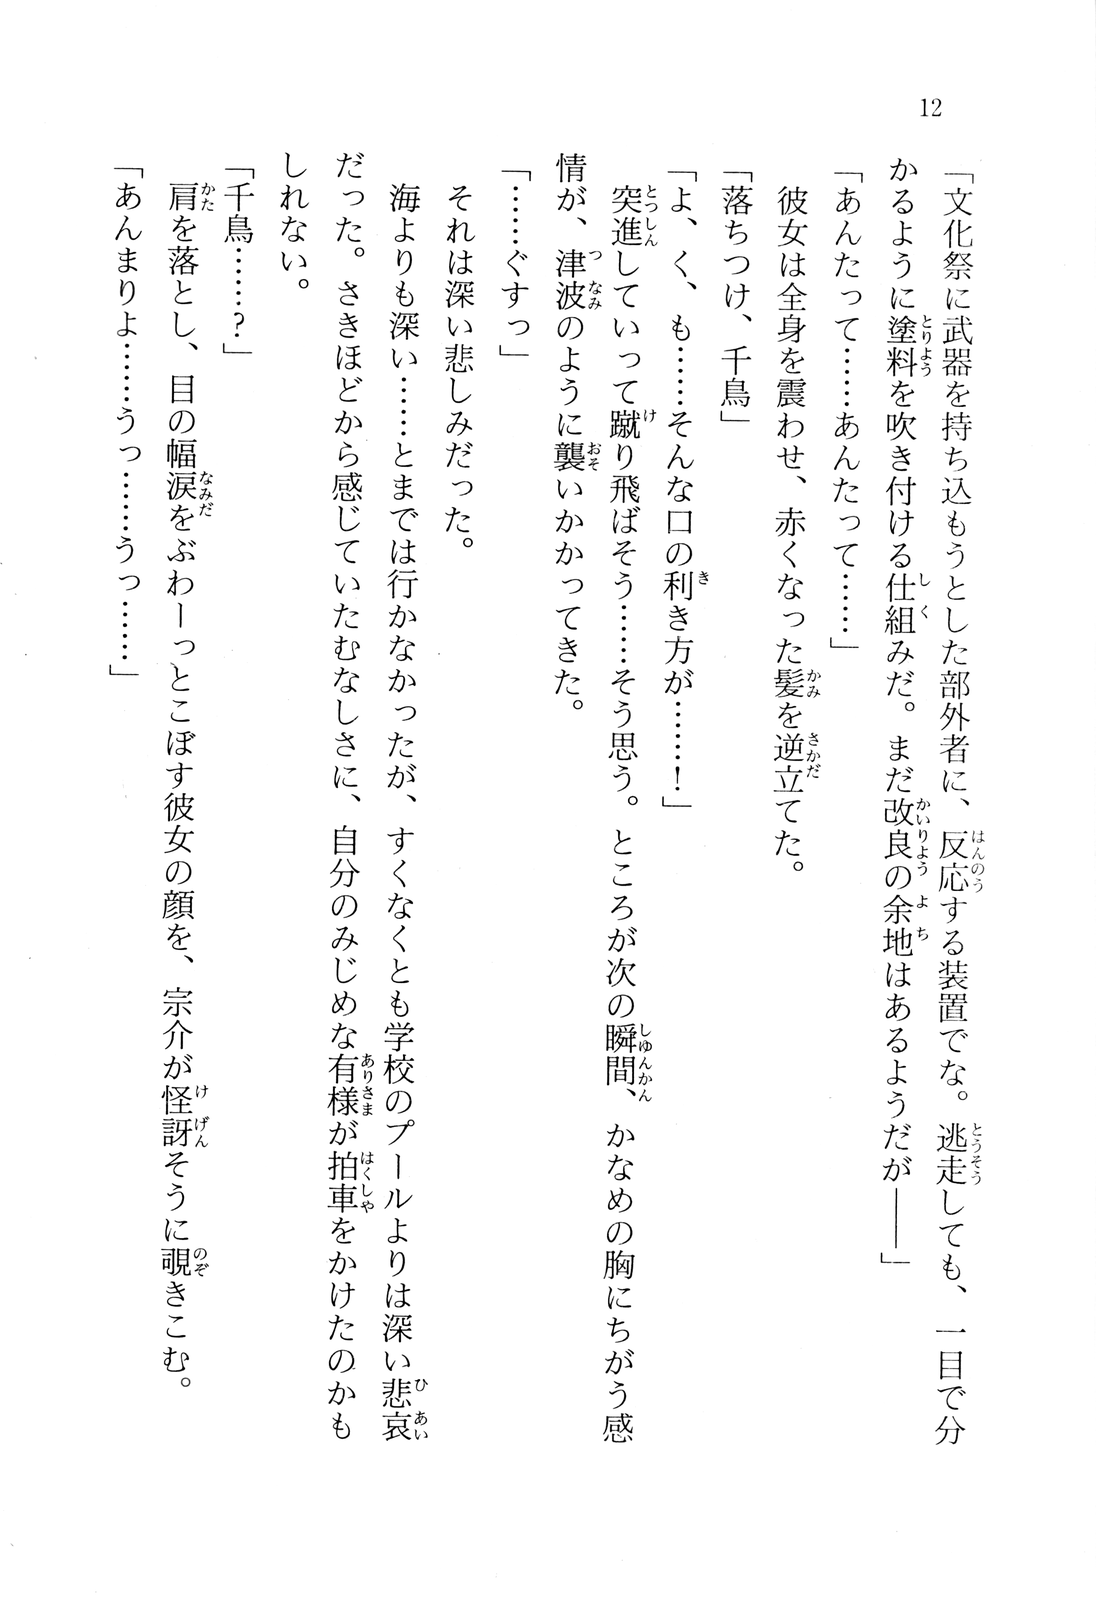 12
「文化祭に武器を持ち込もうとした部外者に、反応する装置でな。逃走しても、一目で分
かるように塗料を吹き付ける仕組みだ。まだ改良の余地はあるようだが――」
「あんたって……あんたって……」
彼女は全身を震わせ、赤くなった髪を逆立てた。
「落ちつけ、千鳥」
「よ、く、も……そんな口の利き方が……！」
突進していって蹴り飛ばそう……そう思う。ところが次の瞬間、かなめの胸にちがう感
情が、津波のように襲いかかってきた。
「……ぐすっ」
それは深い悲しみだった。
海よりも深い……とまでは行かなかったが、すくなくとも学校のプールよりは深い悲哀
だった。さきほどから感じていたむなしさに、自分のみじめな有様が拍車をかけたのかも
しれない。
「千鳥……？」
肩を落とし、目の幅涙をぶわーっとこぼす彼女の顔を、宗介が怪訝そうに覗きこむ。
「あんまりよ……うっ……うっ……」